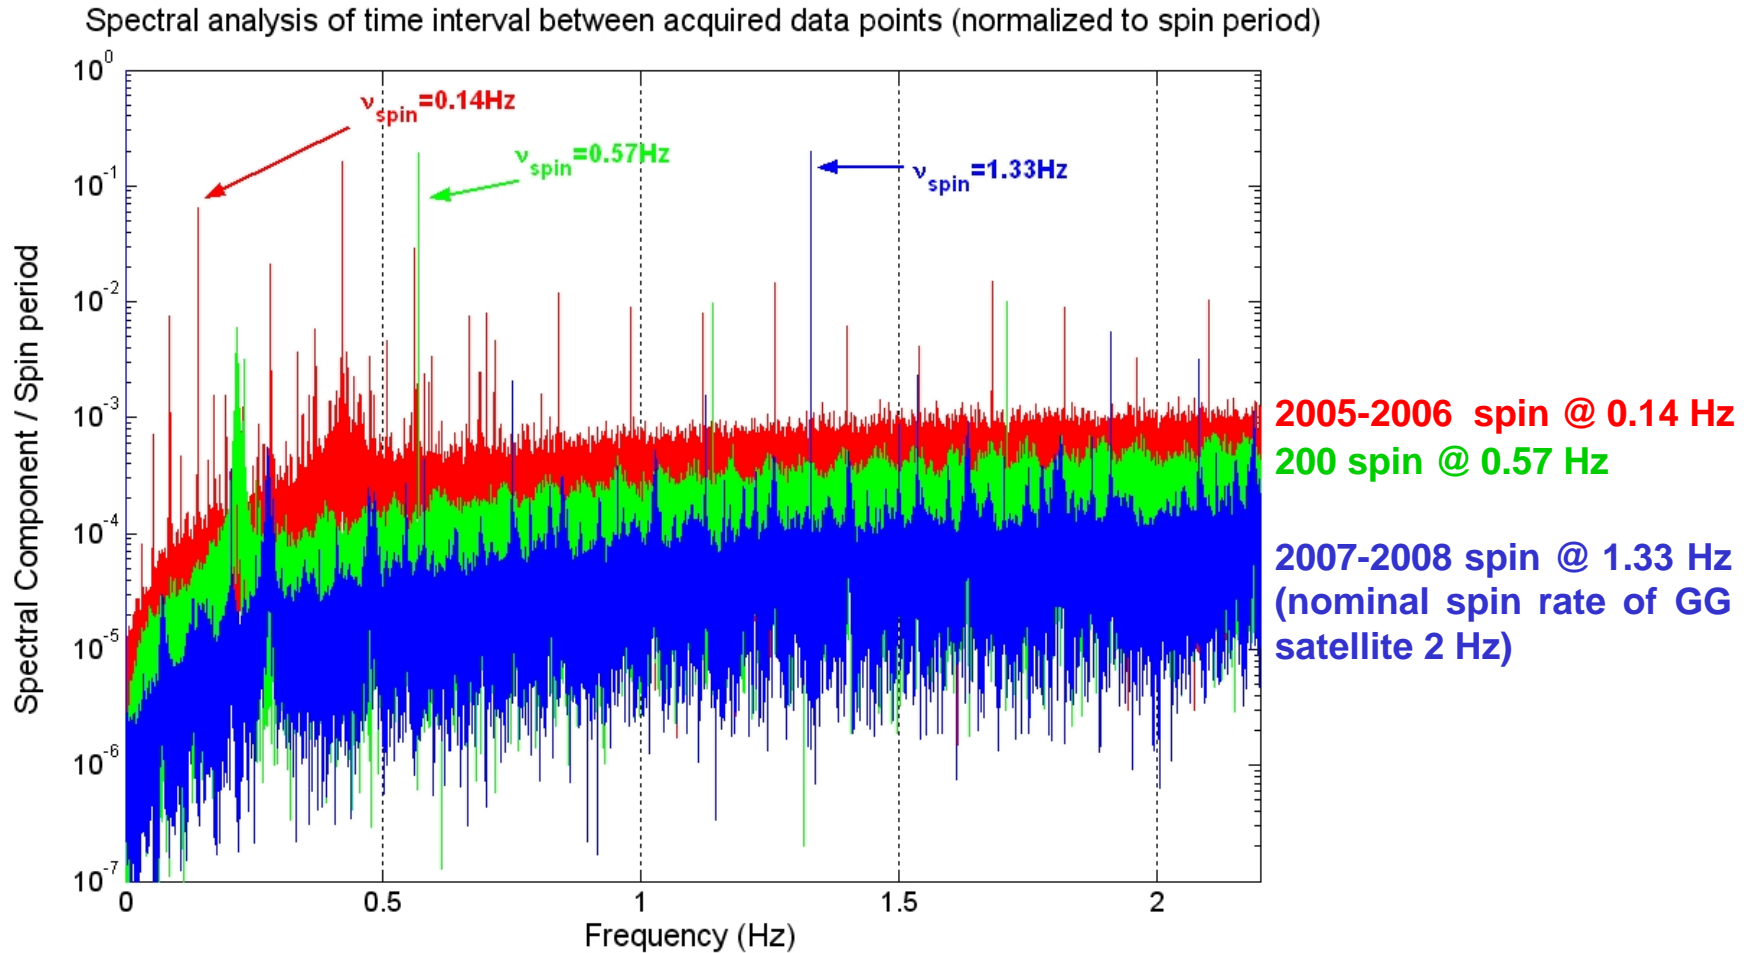 Spectral analysis of time interval between acquired data points (normalized to spin period)
10^0
10^-1
10^-2
10^-3
10^-4
10^-5
10^-6
10^-7
Spectral Component / Spin period
ν_spin=0.14Hz
ν_spin=0.57Hz
ν_spin=1.33Hz
0 0.5 1 1.5 2
Frequency (Hz)
2005-2006 spin @ 0.14 Hz
200 spin @ 0.57 Hz
2007-2008 spin @ 1.33 Hz
(nominal spin rate of GG
satellite 2 Hz)